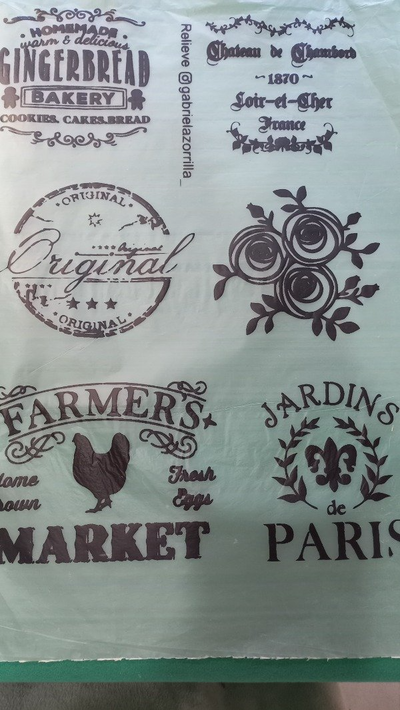 HOMEMADE
warm & delicious
GINGERBREAD
BAKERY
COOKIES, CAKES, BREAD
Relieve @gabrielazorrilla_
Chateau de Chambord
~1870~
Loir-et-Cher
France
ORIGINAL
Original
Original
ORIGINAL
FARMER'S
Home Fresh
rown Eggs
MARKET
JARDINS
de
PARIS